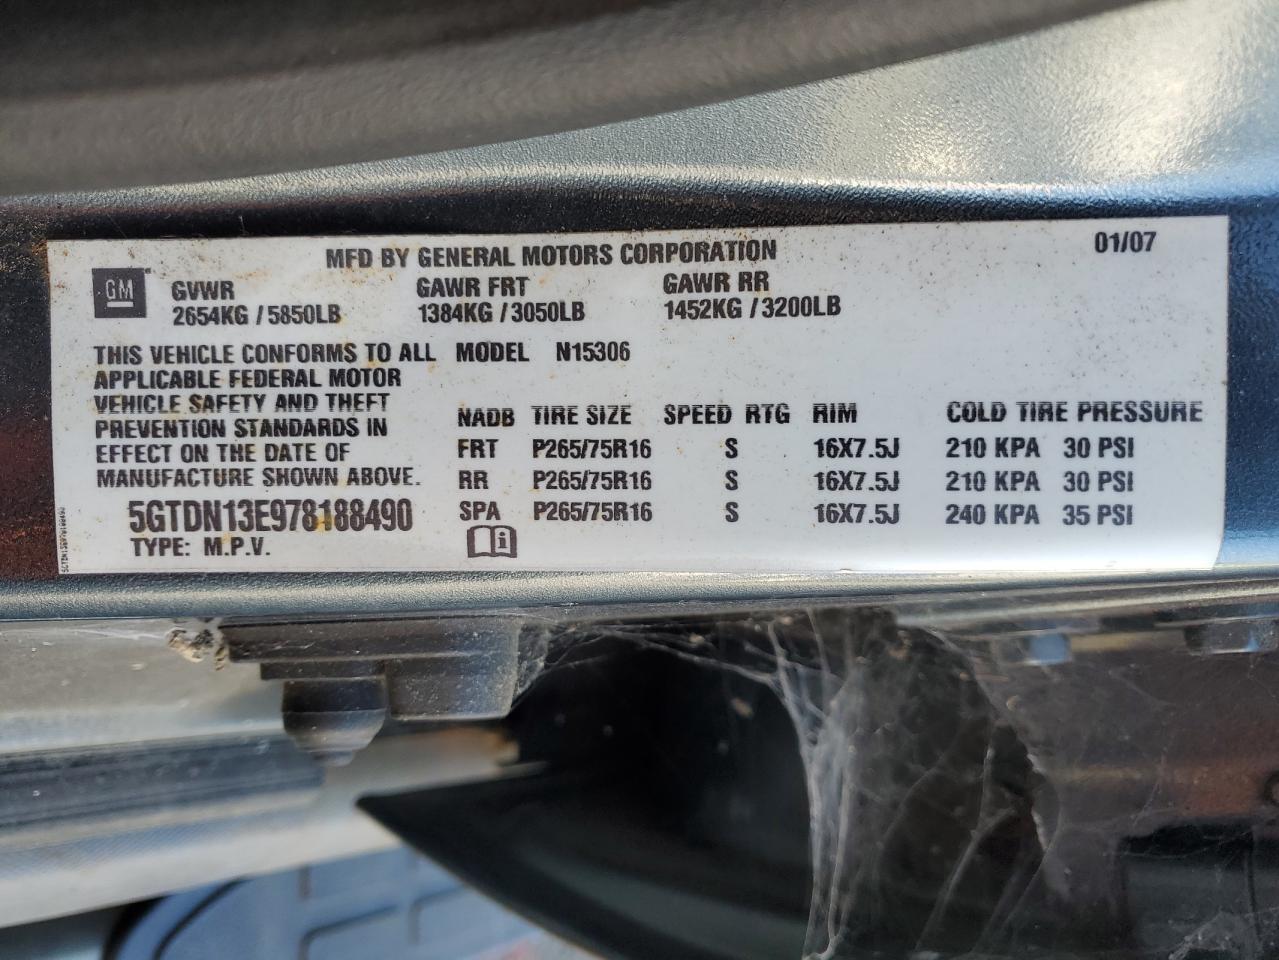 MFD BY GENERAL MOTORS CORPORATION 01/07
GM
GVWR GAWR FRT GAWR RR
2654KG / 5850LB 1384KG / 3050LB 1452KG / 3200LB
THIS VEHICLE CONFORMS TO ALL MODEL N15306
APPLICABLE FEDERAL MOTOR
VEHICLE SAFETY AND THEFT
PREVENTION STANDARDS IN
EFFECT ON THE DATE OF
MANUFACTURE SHOWN ABOVE.
NADB TIRE SIZE SPEED RTG RIM COLD TIRE PRESSURE
FRT P265/75R16 S 16X7.5J 210 KPA 30 PSI
RR P265/75R16 S 16X7.5J 210 KPA 30 PSI
SPA P265/75R16 S 16X7.5J 240 KPA 35 PSI
5GTDN13E978188490
TYPE: M.P.V.
5GTDN13E978188490